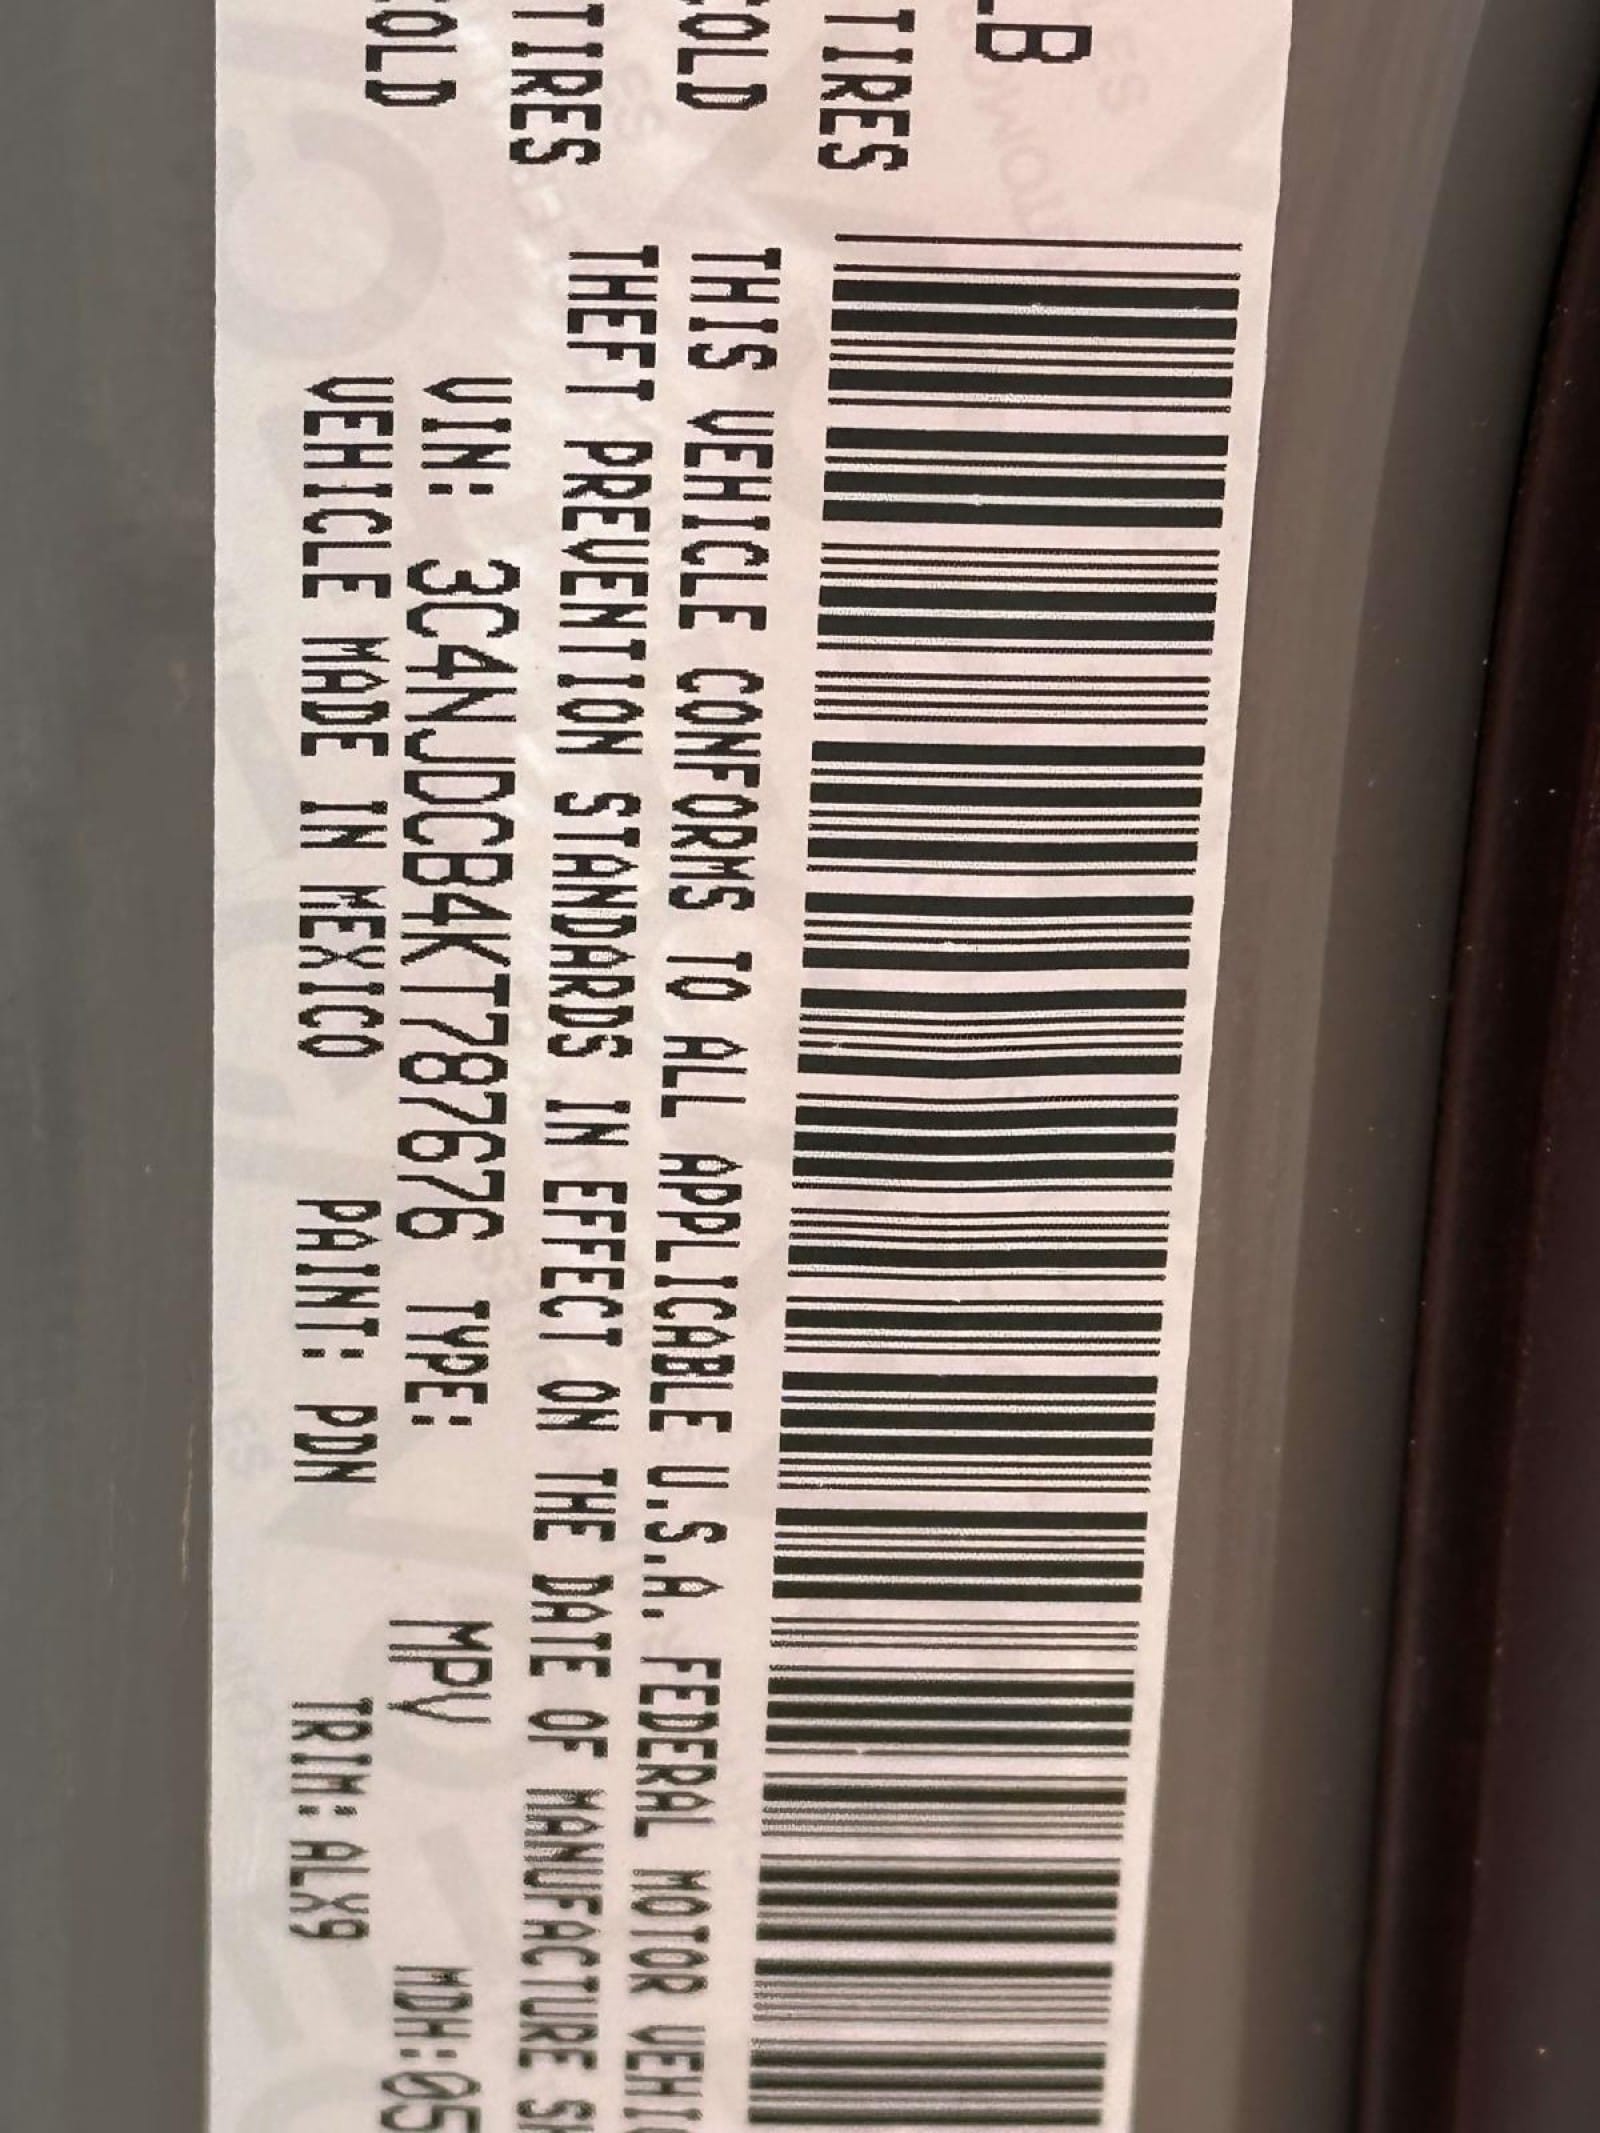 LB
TIRES
COLD
TIRES
COLD
THIS VEHICLE CONFORMS TO ALL APPLICABLE U.S.A. FEDERAL MOTOR VEHIC
THEFT PREVENTION STANDARDS IN EFFECT ON THE DATE OF MANUFACTURE SH
VIN: 3C4NJDCB4KT787676 TYPE: MPV MDH:05
VEHICLE MADE IN MEXICO PAINT: PDN TRIM: ALX9